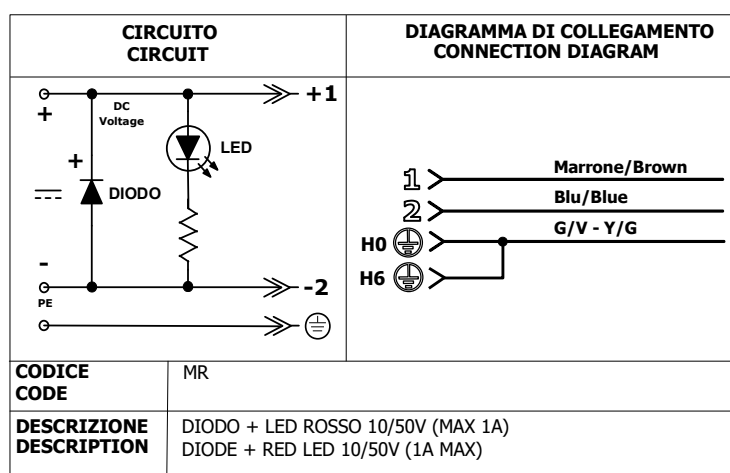 CIRCUITO
CIRCUIT
DIAGRAMMA DI COLLEGAMENTO
CONNECTION DIAGRAM
+1
+
DC
Voltage
LED
+
DIODO
-
-2
PE
1
Marrone/Brown
2
Blu/Blue
H0
G/V - Y/G
H6
CODICE
CODE
MR
DESCRIZIONE
DESCRIPTION
DIODO + LED ROSSO 10/50V (MAX 1A)
DIODE + RED LED 10/50V (1A MAX)